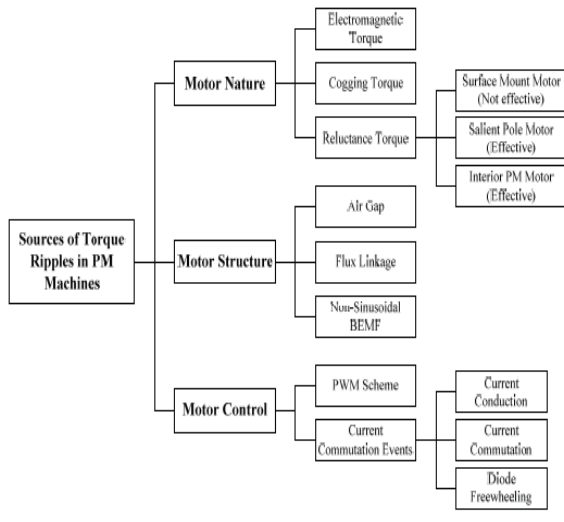 Sources of Torque
Ripples in PM
Machines
Motor Nature
Electromagnetic
Torque
Cogging Torque
Reluctance Torque
Surface Mount Motor
(Not effective)
Salient Pole Motor
(Effective)
Interior PM Motor
(Effective)
Motor Structure
Air Gap
Flux Linkage
Non-Sinusoidal
BEMF
Motor Control
PWM Scheme
Current
Commutation Events
Current
Conduction
Current
Commutation
Diode
Freewheeling